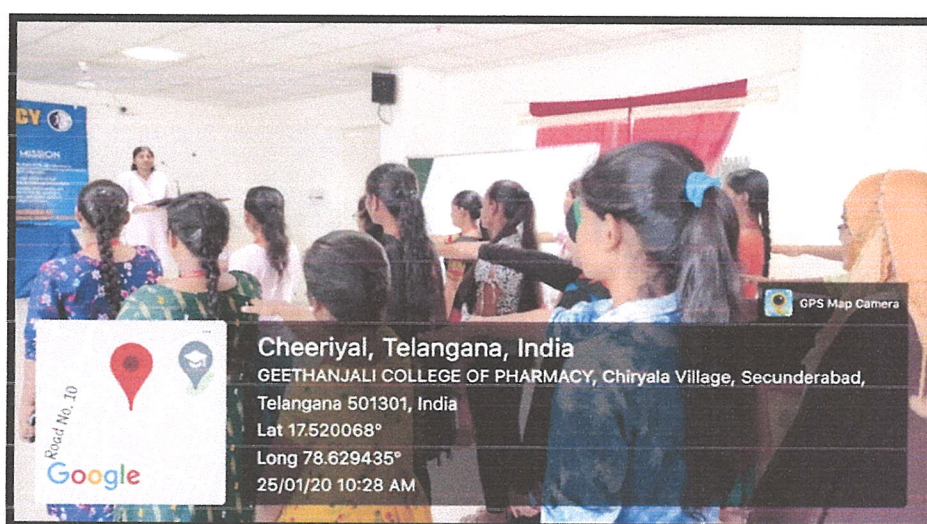 CY
MISSION
GPS Map Camera
Cheeriyal, Telangana, India
GEETHANJALI COLLEGE OF PHARMACY, Chiryala Village, Secunderabad,
Telangana 501301, India
Lat 17.520068°
Long 78.629435°
25/01/20 10:28 AM
Road No. 10
Google